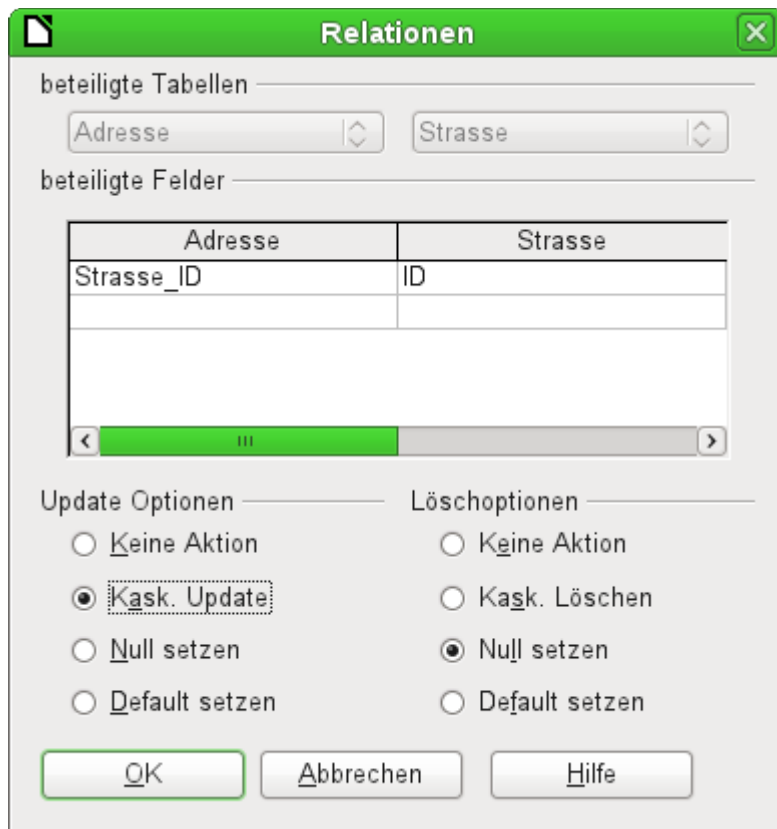 Relationen
beteiligte Tabellen
Adresse Strasse
beteiligte Felder
Adresse Strasse
Strasse_ID ID
Update Optionen Löschoptionen
Keine Aktion Keine Aktion
Kask. Update Kask. Löschen
Null setzen Null setzen
Default setzen Default setzen
OK Abbrechen Hilfe